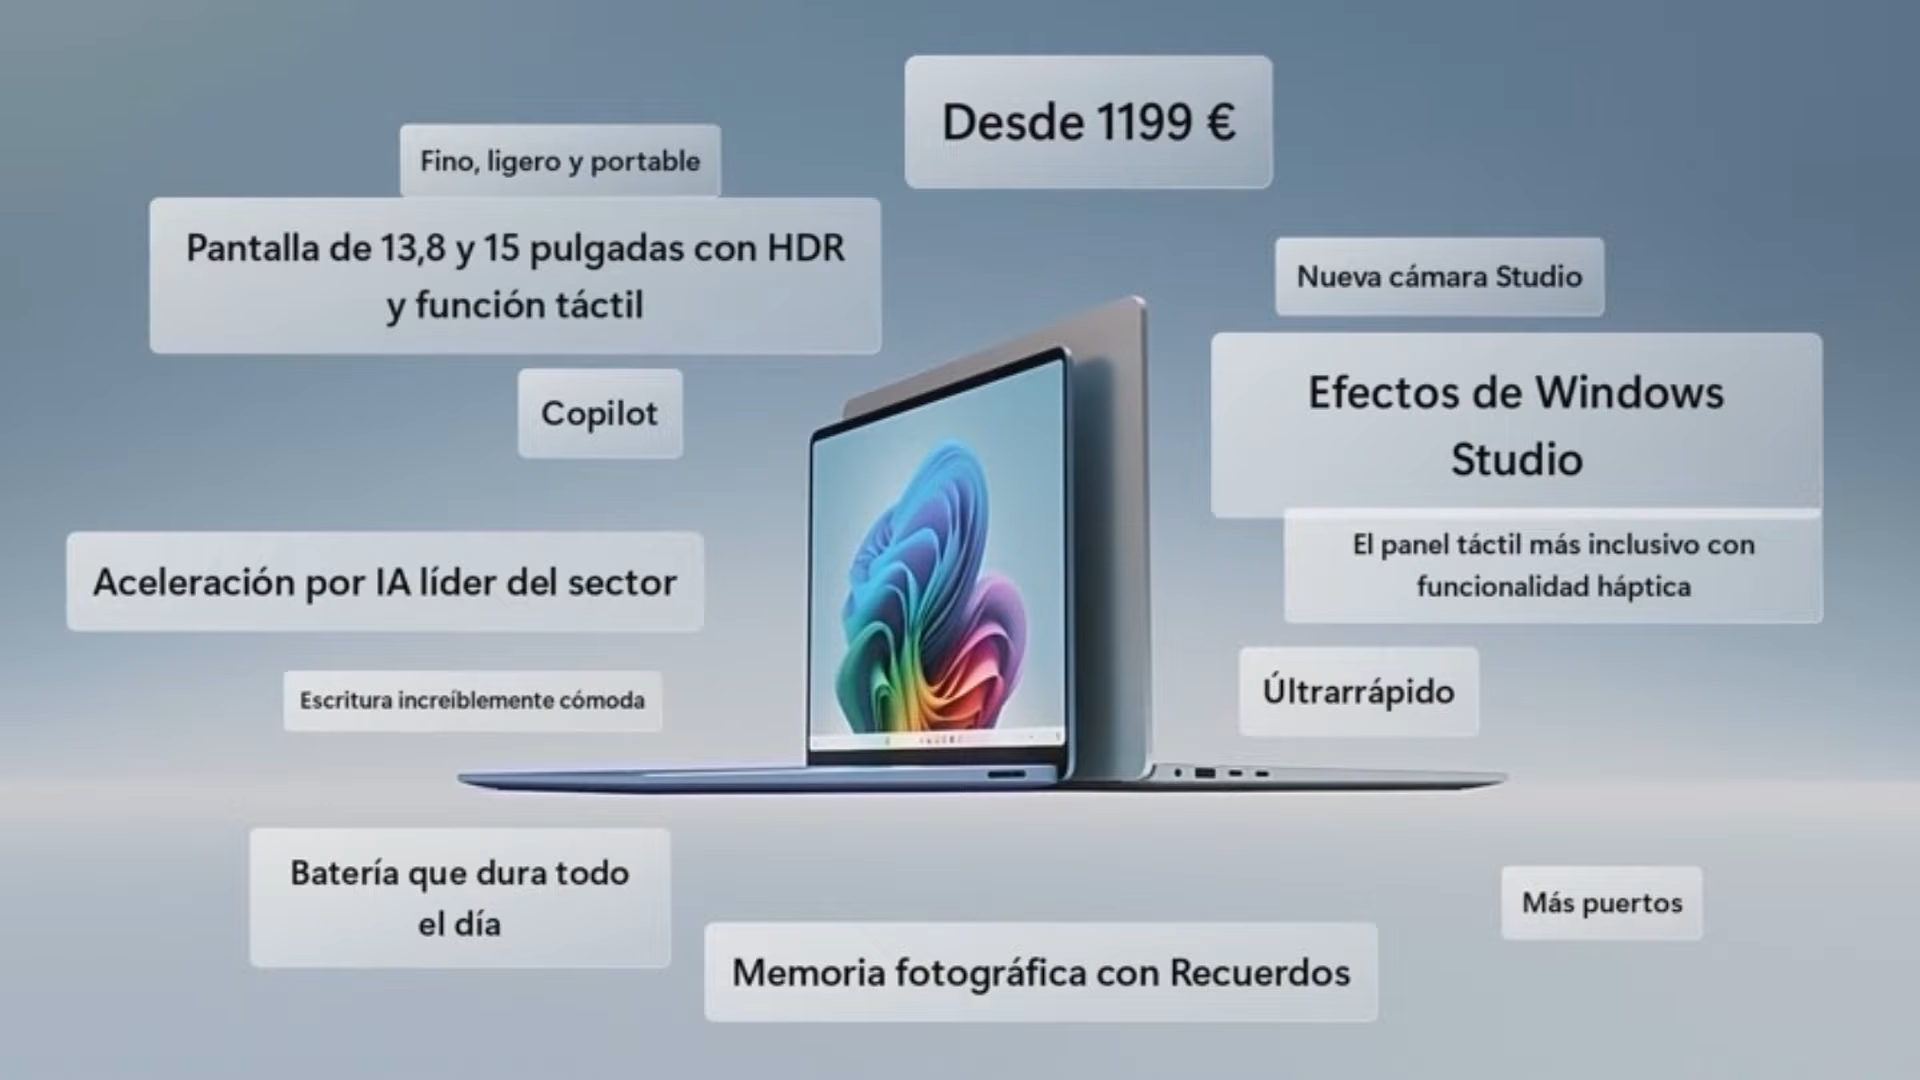 Desde 1199 €
Fino, ligero y portable
Pantalla de 13,8 y 15 pulgadas con HDR
y función táctil
Nueva cámara Studio
Copilot
Efectos de Windows
Studio
El panel táctil más inclusivo con
funcionalidad háptica
Aceleración por IA líder del sector
Escritura increíblemente cómoda
Últrarrápido
Batería que dura todo
el día
Más puertos
Memoria fotográfica con Recuerdos